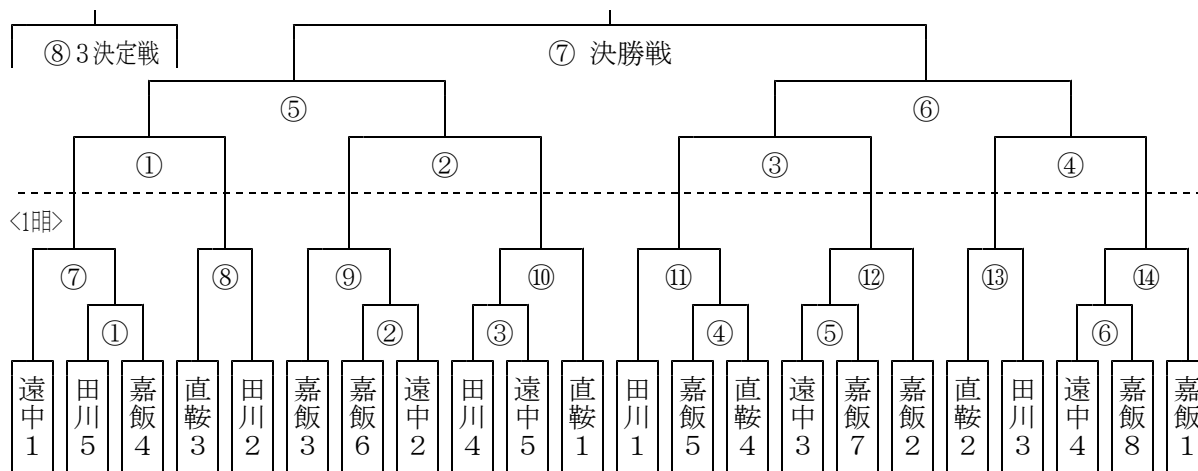 ⑧３決定戦 ⑦ 決勝戦
⑤ ⑥
① ② ③ ④
<1日目>
⑦ ⑧ ⑨ ⑩ ⑪ ⑫ ⑬ ⑭
① ② ③ ④ ⑤ ⑥
遠中１
田川５
嘉飯４
直鞍３
田川２
嘉飯３
嘉飯６
遠中２
田川４
遠中５
直鞍１
田川１
嘉飯５
直鞍４
遠中３
嘉飯７
嘉飯２
直鞍２
田川３
遠中４
嘉飯８
嘉飯１